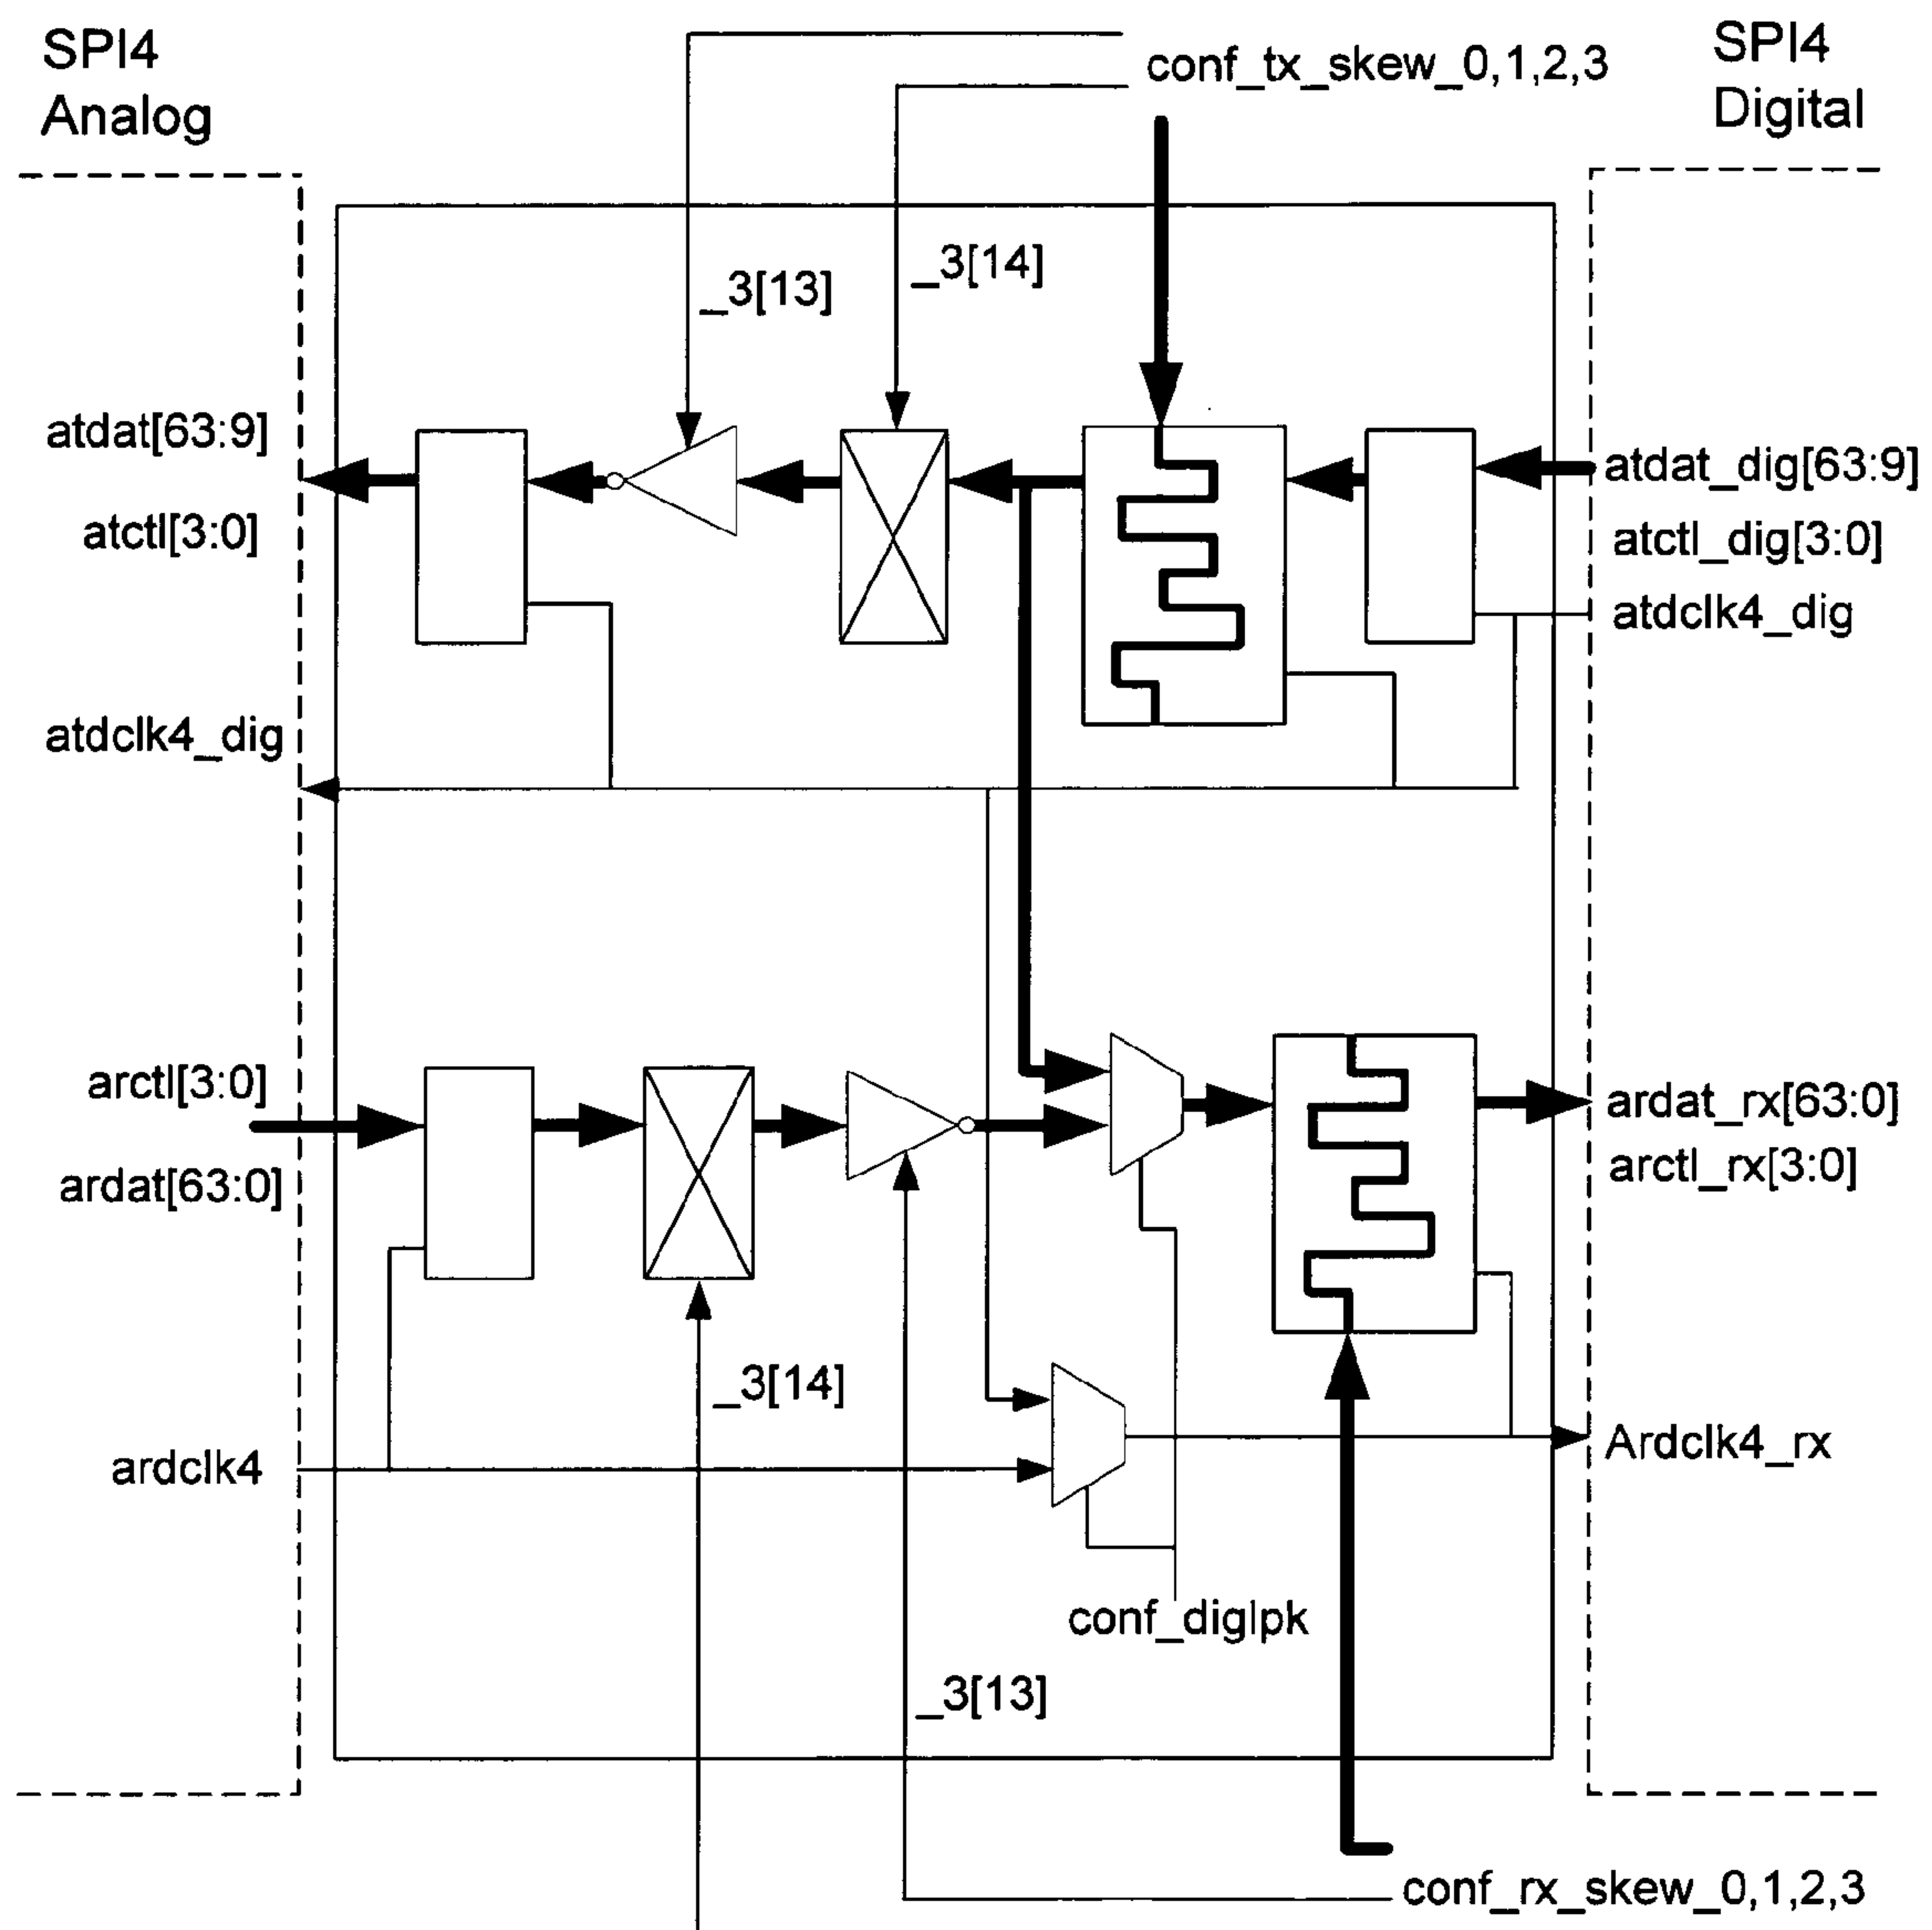 SPI4
Analog
conf_tx_skew_0,1,2,3
SPI4
Digital
_3[13]
_3[14]
atdat[63:9]
atctl[3:0]
atdat_dig[63:9]
atctl_dig[3:0]
atdclk4_dig
atdclk4_dig
arctl[3:0]
ardat[63:0]
ardat_rx[63:0]
arctl_rx[3:0]
_3[14]
ardclk4
Ardclk4_rx
conf_diglpk
_3[13]
conf_rx_skew_0,1,2,3